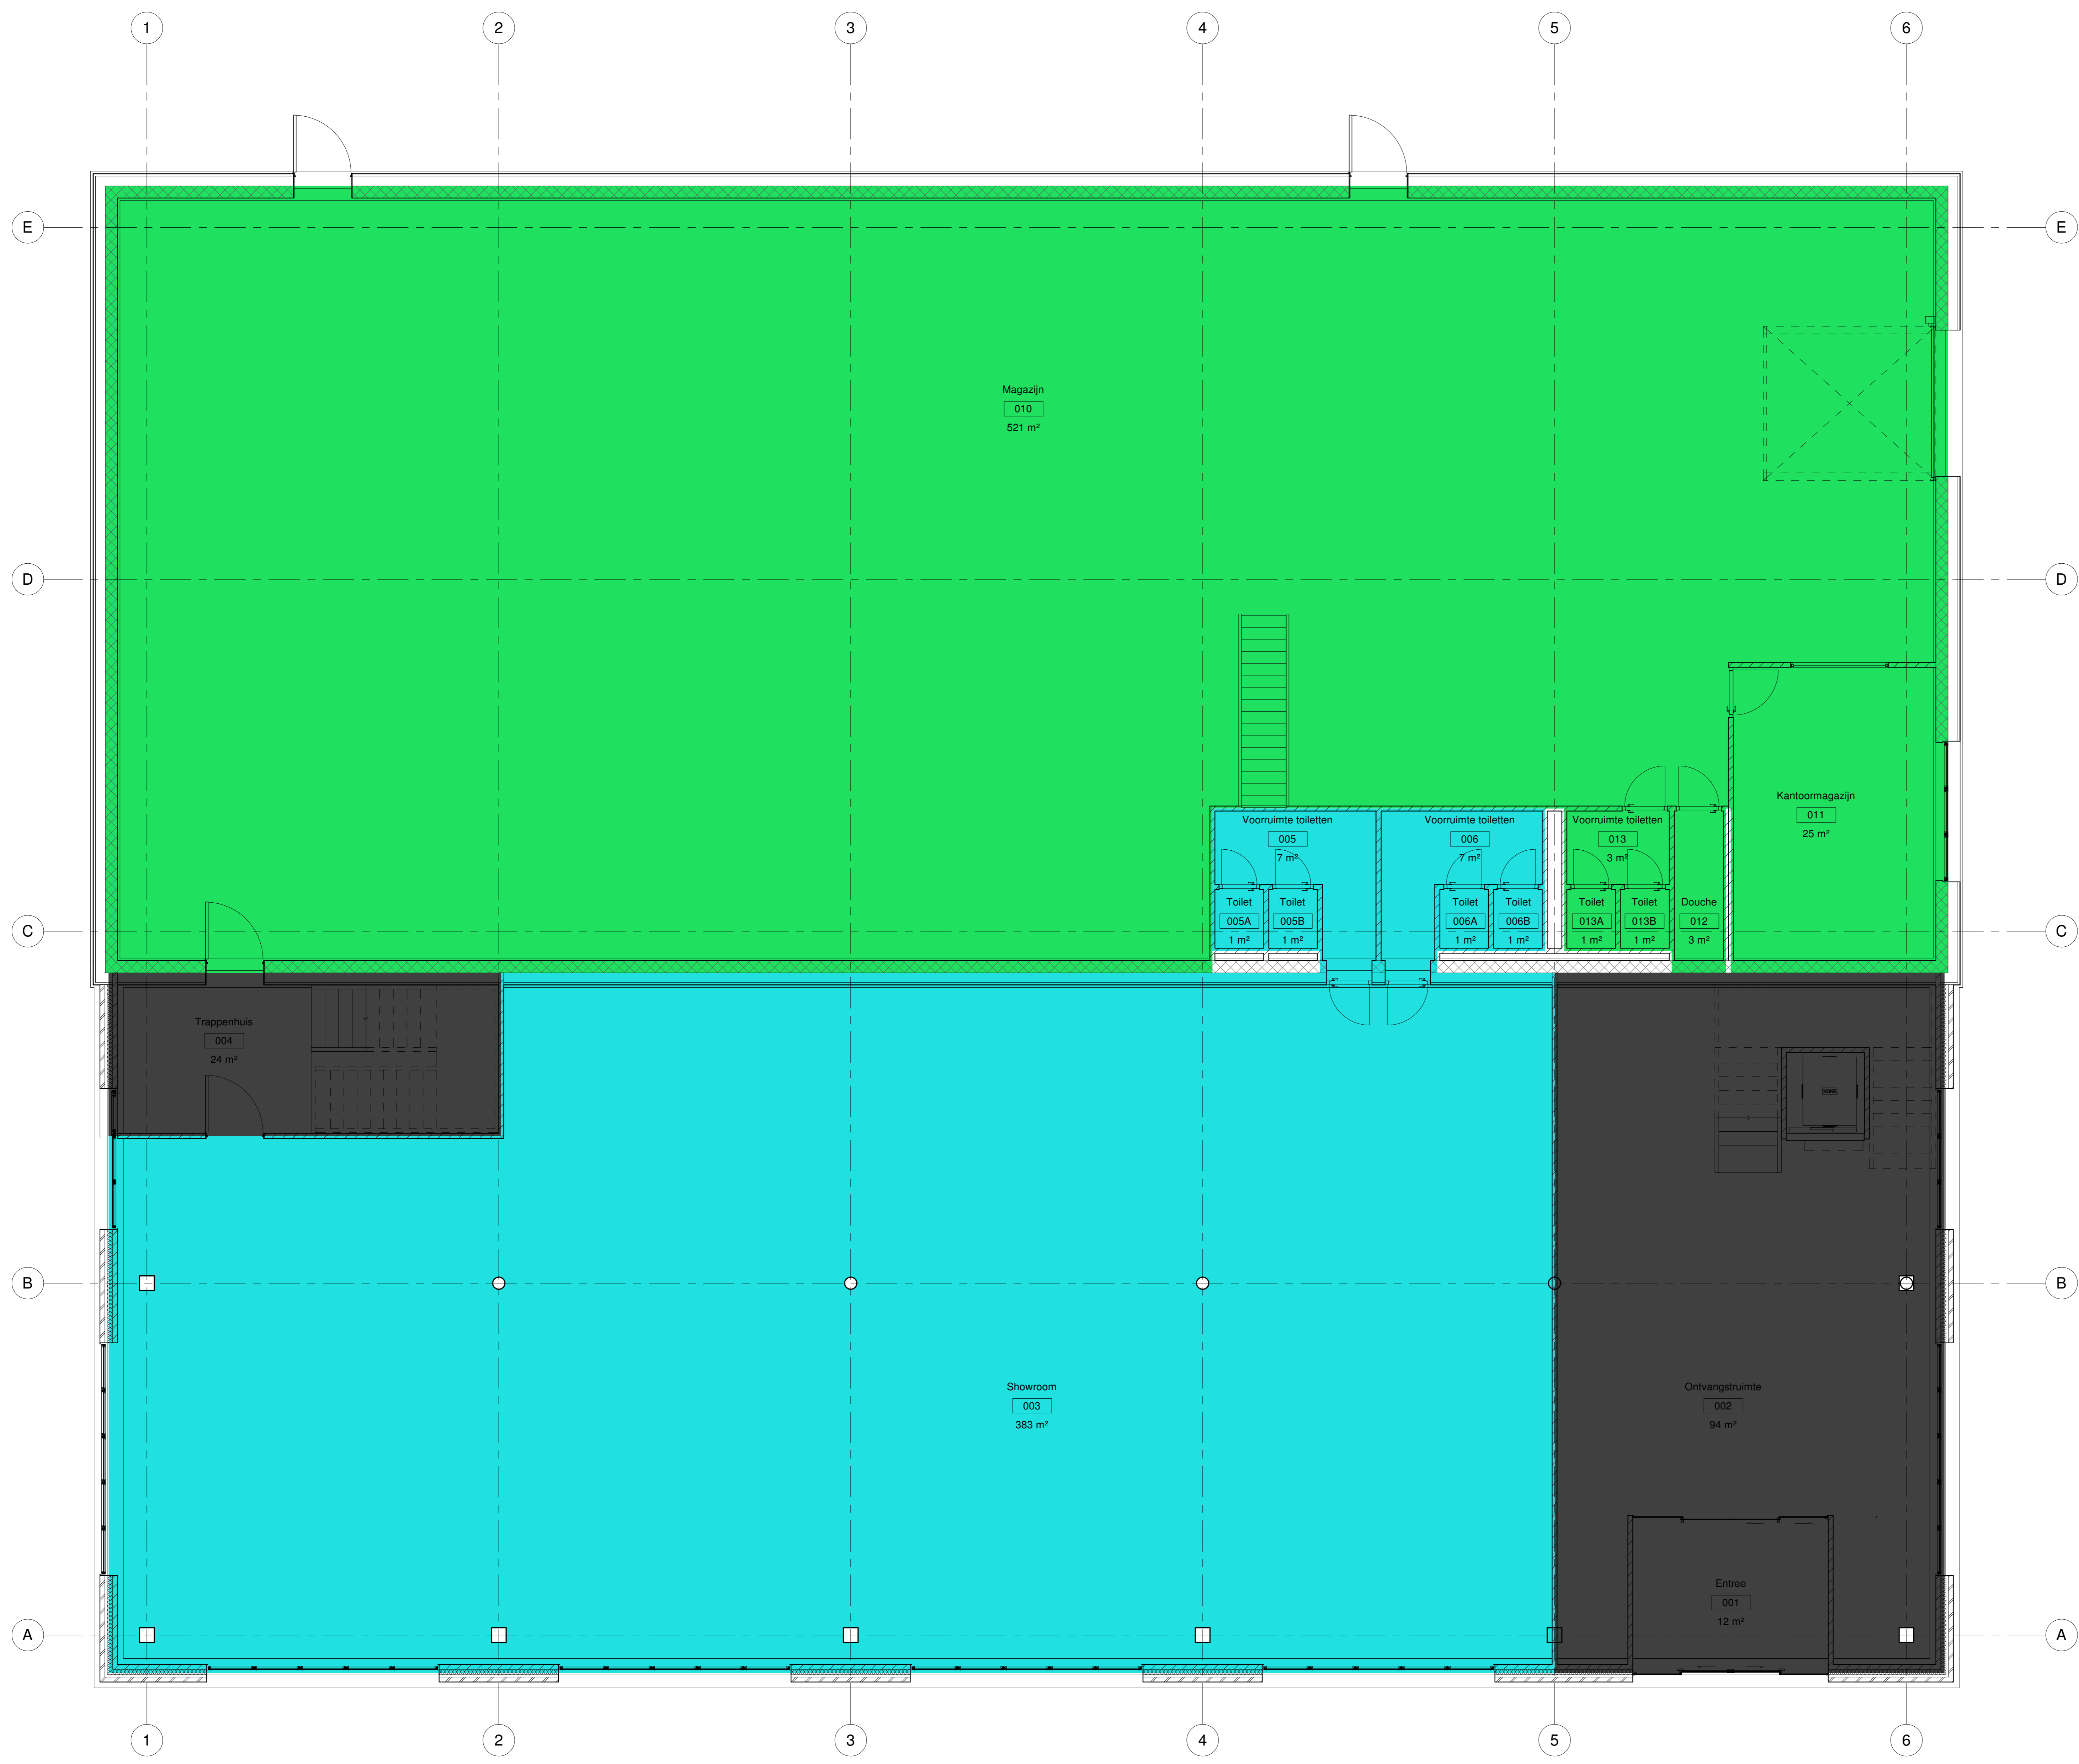 1 2 3 4 5 6
E E
Magazijn
010
521 m²
D D
Kantoormagazijn
011
25 m²
Voorruimte toiletten Voorruimte toiletten Voorruimte toiletten
005 006 013
7 m² 7 m² 3 m²
Toilet Toilet Toilet Toilet Toilet Toilet Douche
005A 005B 006A 006B 013A 013B 012
1 m² 1 m² 1 m² 1 m² 1 m² 1 m² 3 m²
C C
Trappenhuis
004
24 m²
KONE
B B
Showroom Ontvangstruimte
003 002
383 m² 94 m²
Entree
001
12 m²
A A
1 2 3 4 5 6